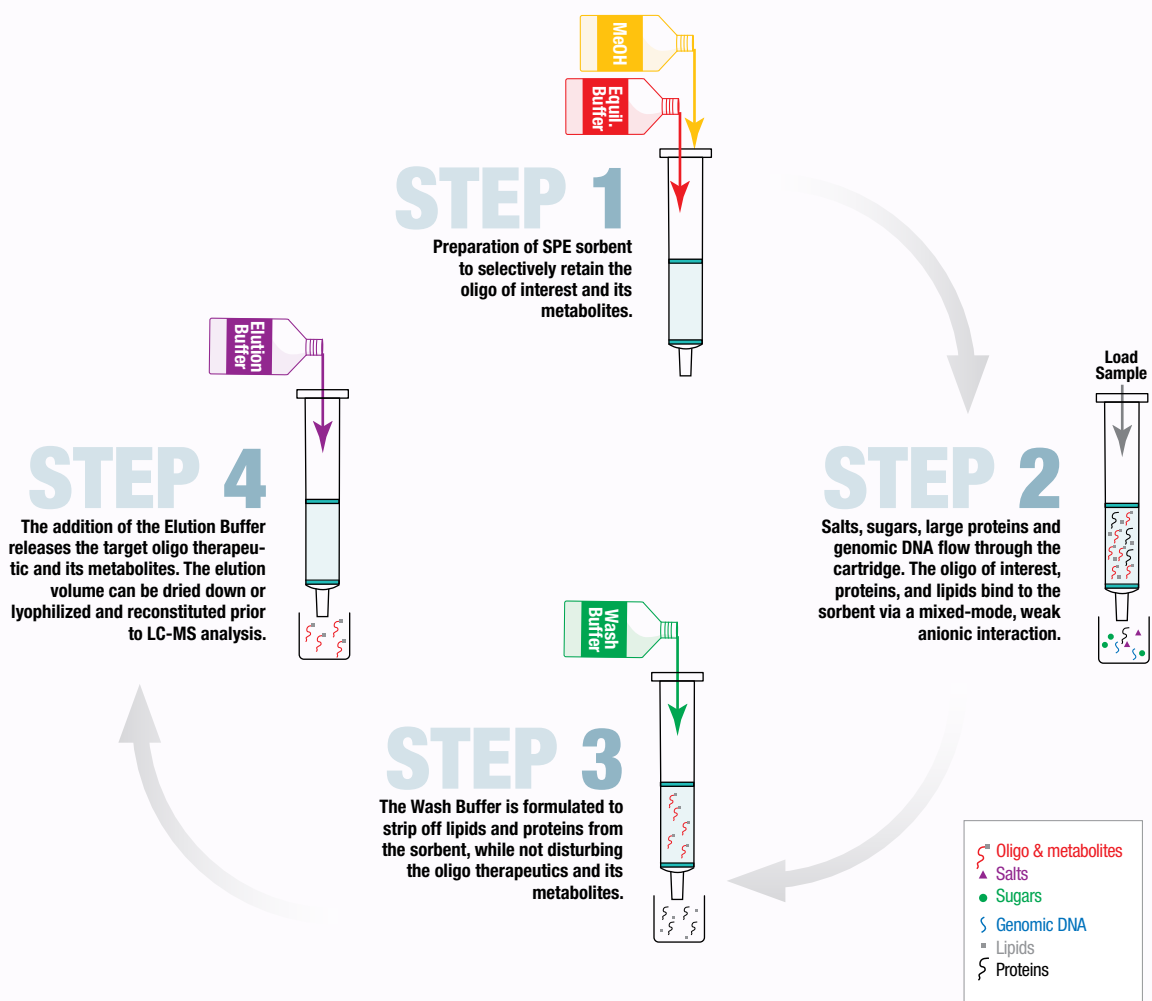 MeOH
Equil.
Buffer
STEP 1
Preparation of SPE sorbent
to selectively retain the
oligo of interest and its
metabolites.
Load
Sample
STEP 2
Salts, sugars, large proteins and
genomic DNA flow through the
cartridge. The oligo of interest,
proteins, and lipids bind to the
sorbent via a mixed-mode, weak
anionic interaction.
Wash
Buffer
STEP 3
The Wash Buffer is formulated to
strip off lipids and proteins from
the sorbent, while not disturbing
the oligo therapeutics and its
metabolites.
Elution
Buffer
STEP 4
The addition of the Elution Buffer
releases the target oligo therapeu-
tic and its metabolites. The elution
volume can be dried down or
lyophilized and reconstituted prior
to LC-MS analysis.
Oligo & metabolites
Salts
Sugars
Genomic DNA
Lipids
Proteins